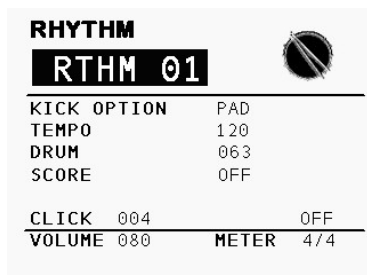 RHYTHM
RTHM 01
KICK OPTION PAD
TEMPO 120
DRUM 063
SCORE OFF
CLICK 004 OFF
VOLUME 080 METER 4/4